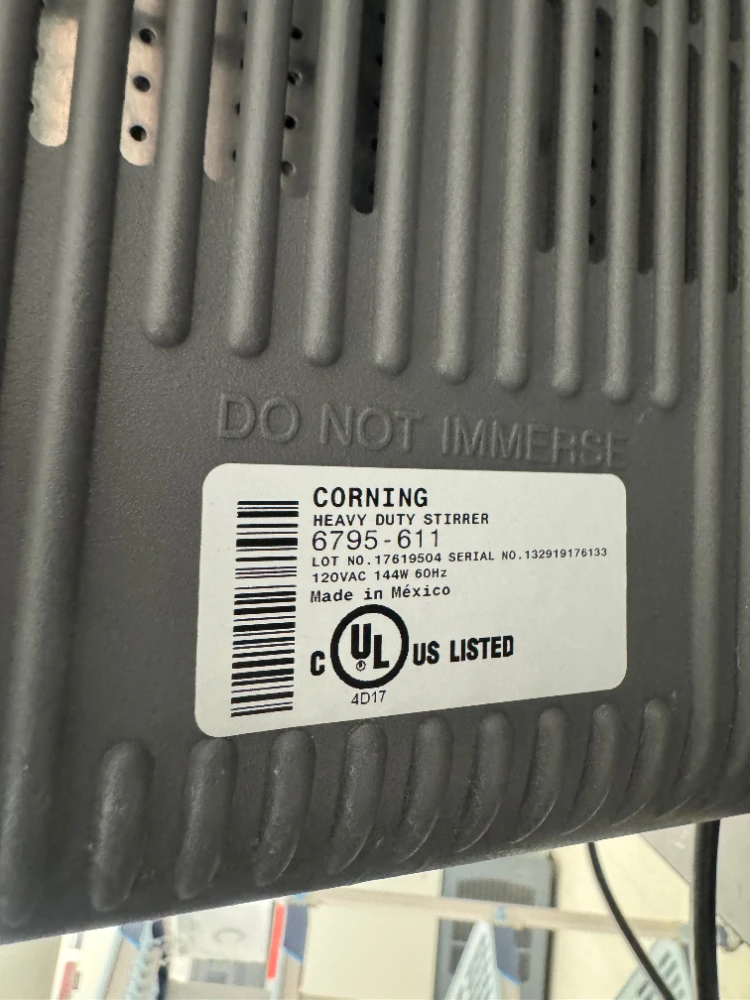 DO NOT IMMERSE
CORNING
HEAVY DUTY STIRRER
6795-611
LOT NO.17619504 SERIAL NO.132919176133
120VAC 144W 60Hz
Made in México
C UL ® US LISTED
4D17